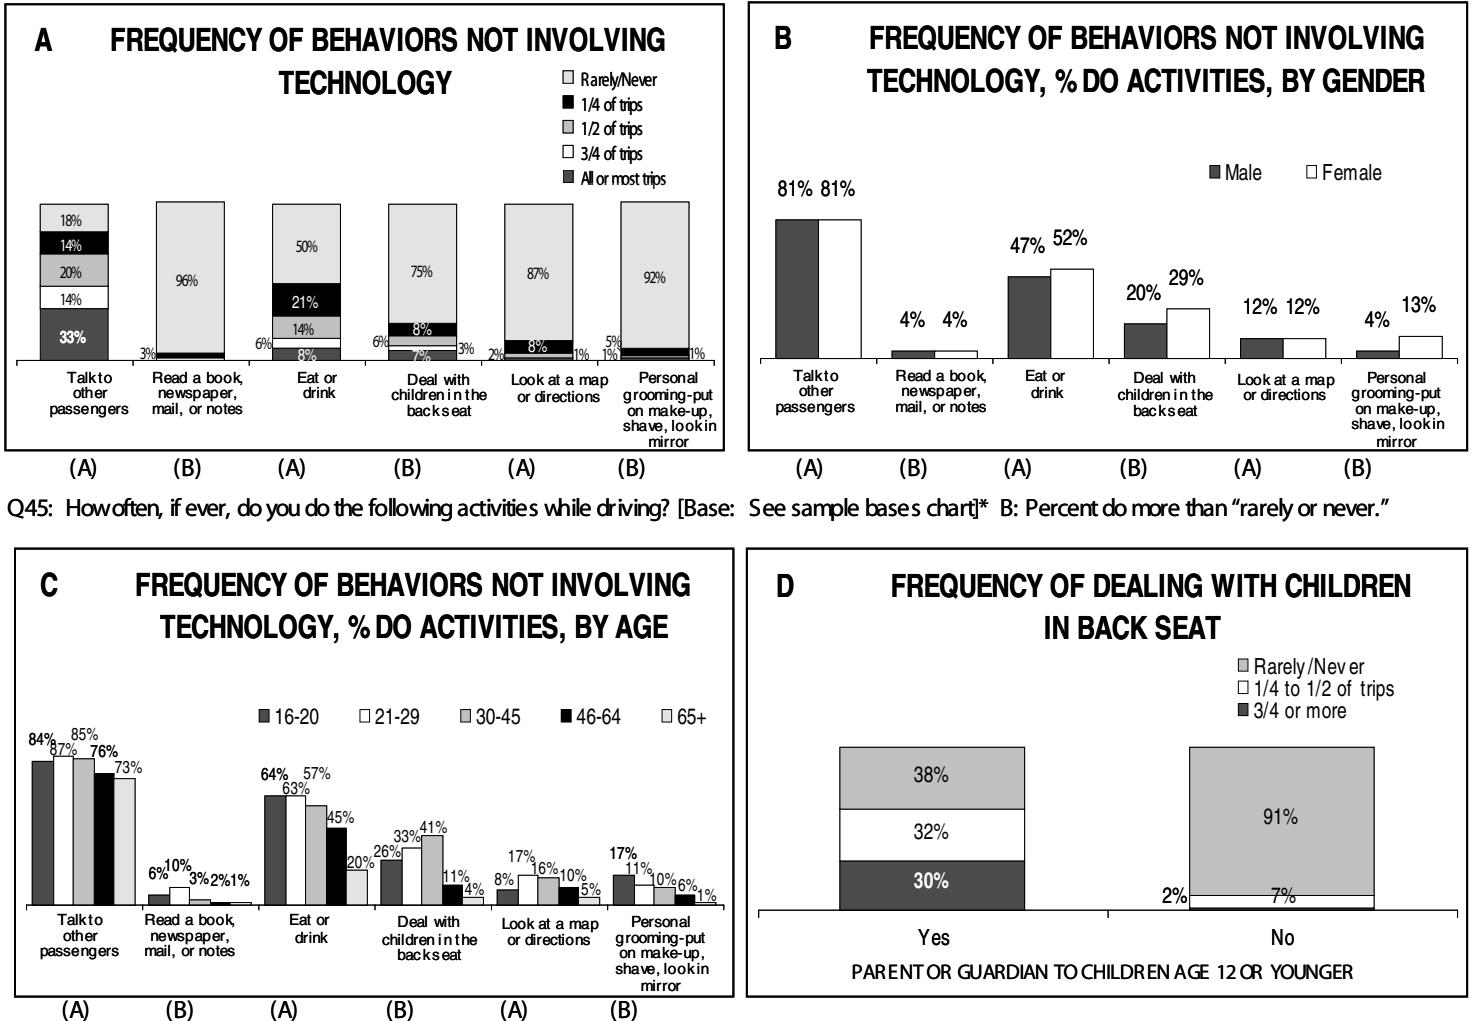 A FREQUENCY OF BEHAVIORS NOT INVOLVING
TECHNOLOGY
Rarely/Never
1/4 of trips
1/2 of trips
3/4 of trips
All or most trips
18%
14%
20%
14%
33%
96%
3%
50%
21%
14%
6%
8%
75%
8%
6%
3%
7%
87%
8%
2%
1%
92%
5%
1%
1%
Talk to
other
passengers
Read a book,
newspaper,
mail, or notes
Eat or
drink
Deal with
children in the
backseat
Look at a map
or directions
Personal
grooming-put
on make-up,
shave, look in
mirror
(A) (B) (A) (B) (A) (B)
B FREQUENCY OF BEHAVIORS NOT INVOLVING
TECHNOLOGY, % DO ACTIVITIES, BY GENDER
Male Female
81% 81%
4% 4%
47% 52%
20% 29%
12% 12%
4% 13%
Talk to
other
passengers
Read a book,
newspaper,
mail, or notes
Eat or
drink
Deal with
children in the
backseat
Look at a map
or directions
Personal
grooming-put
on make-up,
shave, look in
mirror
(A) (B) (A) (B) (A) (B)
Q45: How often, if ever, do you do the following activities while driving? [Base: See sample bases chart]* B: Percent do more than “rarely or never.”
C FREQUENCY OF BEHAVIORS NOT INVOLVING
TECHNOLOGY, % DO ACTIVITIES, BY AGE
16-20 21-29 30-45 46-64 65+
84% 87% 85% 76% 73%
6% 10% 3% 2% 1%
64% 63% 57% 45% 20%
26% 33% 41% 11% 4%
8% 17% 16% 10% 5%
17% 11% 10% 6% 1%
Talk to
other
passengers
Read a book,
newspaper,
mail, or notes
Eat or
drink
Deal with
children in the
backseat
Look at a map
or directions
Personal
grooming-put
on make-up,
shave, look in
mirror
(A) (B) (A) (B) (A) (B)
D FREQUENCY OF DEALING WITH CHILDREN
IN BACK SEAT
Rarely/Never
1/4 to 1/2 of trips
3/4 or more
38%
32%
30%
91%
7%
2%
Yes No
PARENT OR GUARDIAN TO CHILDREN AGE 12 OR YOUNGER